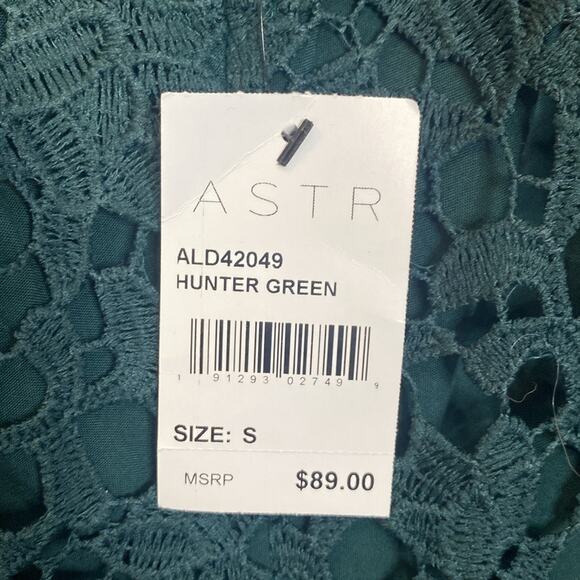 ASTR
ALD42049
HUNTER GREEN
1 91293 02749 9
SIZE: S
MSRP $89.00